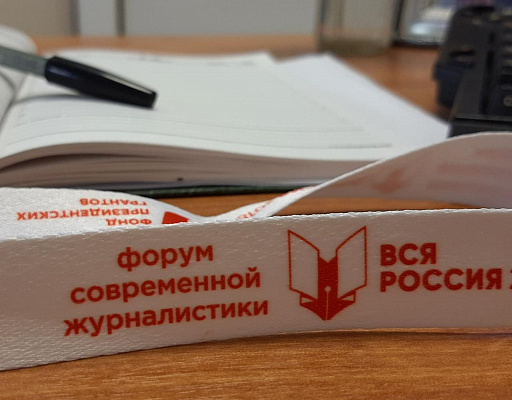 форум
современной
журналистики
ВСЯ
РОССИЯ
ФОНД
ПРЕЗИДЕНТСКИХ
ГРАНТОВ